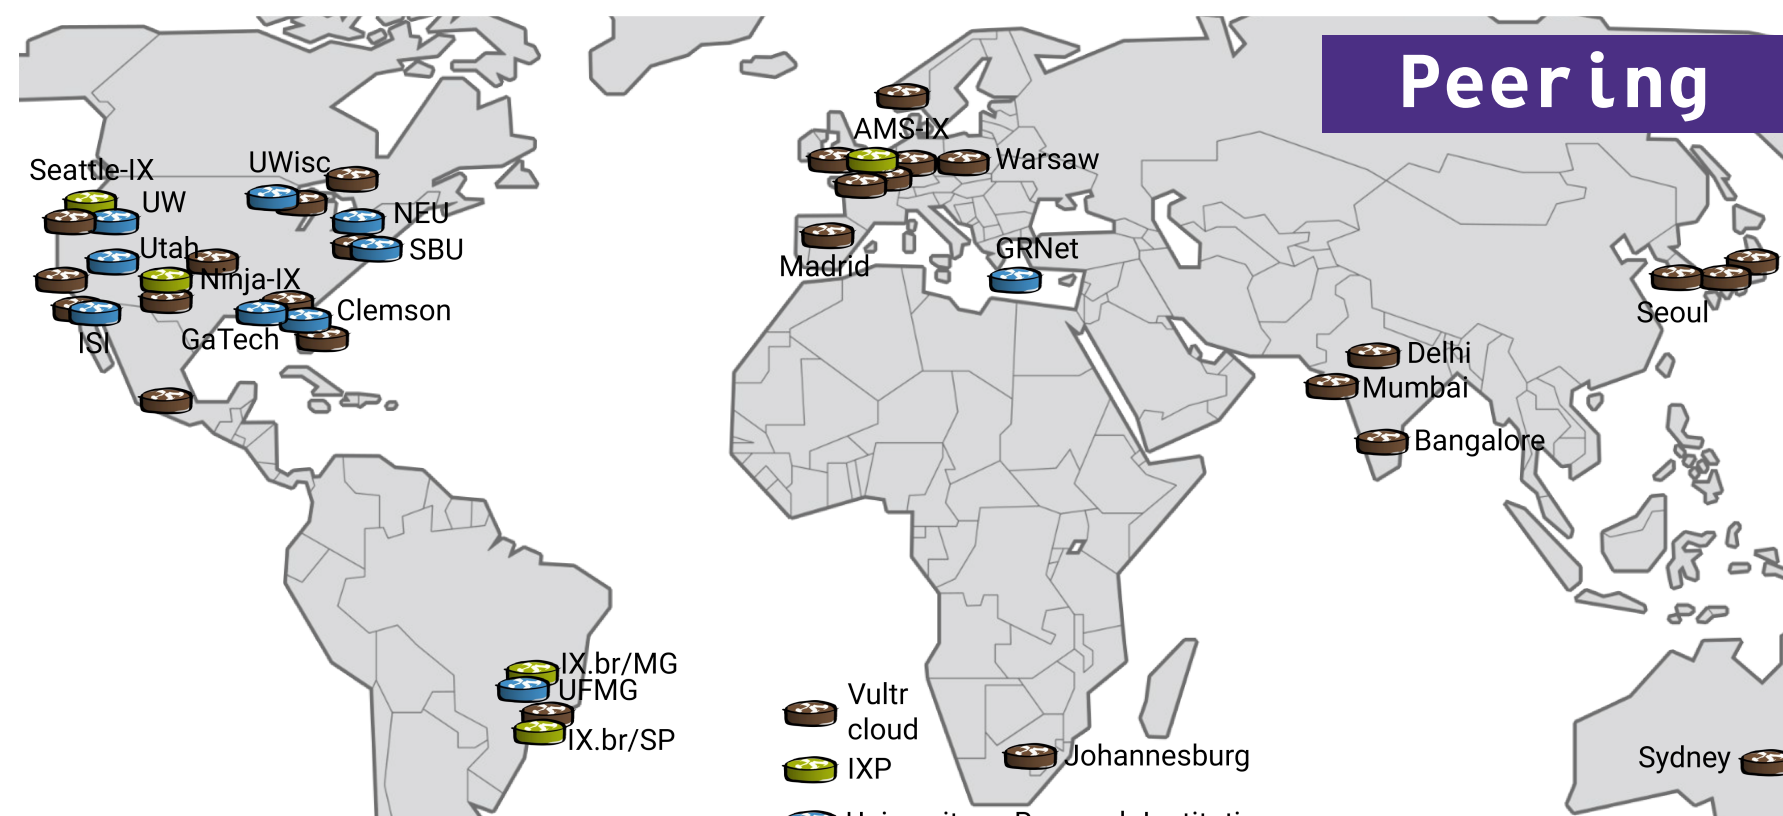 Peering
AMS-IX
Seattle-IX
UWisc
Warsaw
UW
NEU
Utah
SBU
GRNet
Madrid
Ninja-IX
Clemson
Seoul
ISI
GaTech
Delhi
Mumbai
Bangalore
IX.br/MG
UFMG
IX.br/SP
Vultr
cloud
Johannesburg
Sydney
IXP